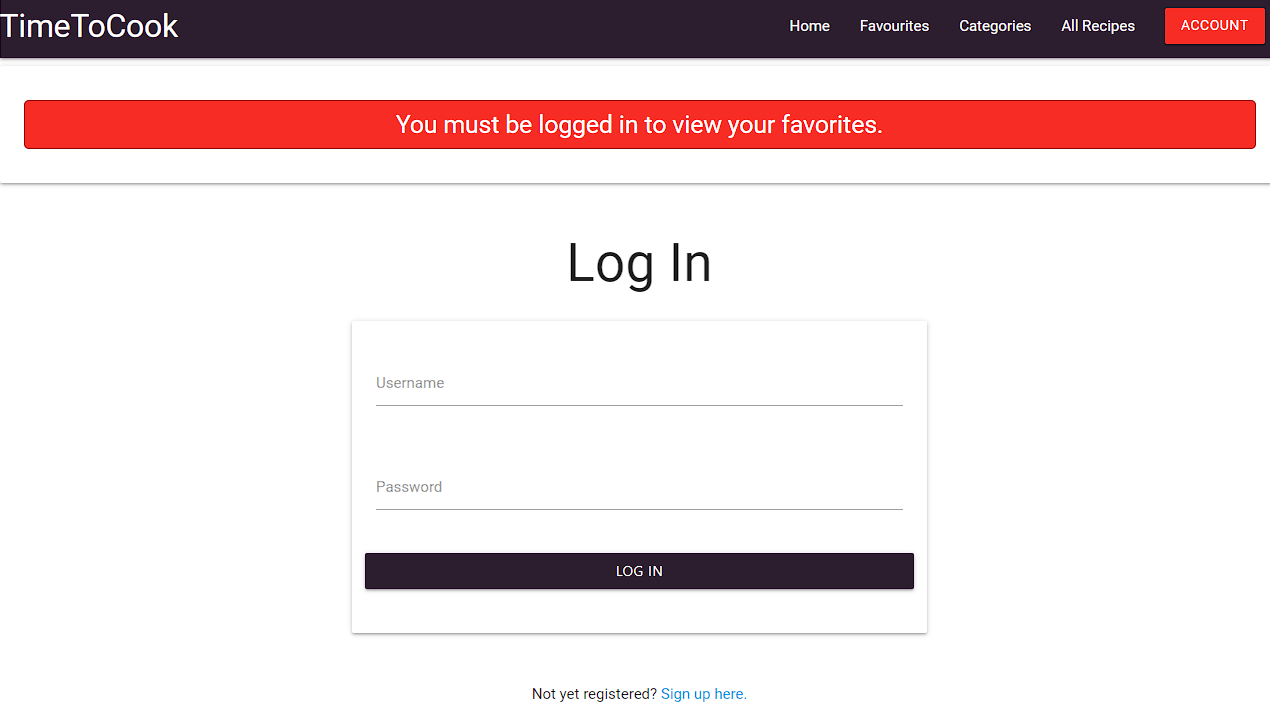 TimeToCook
Home Favourites Categories All Recipes ACCOUNT
You must be logged in to view your favorites.
Log In
Username
Password
LOG IN
Not yet registered? Sign up here.